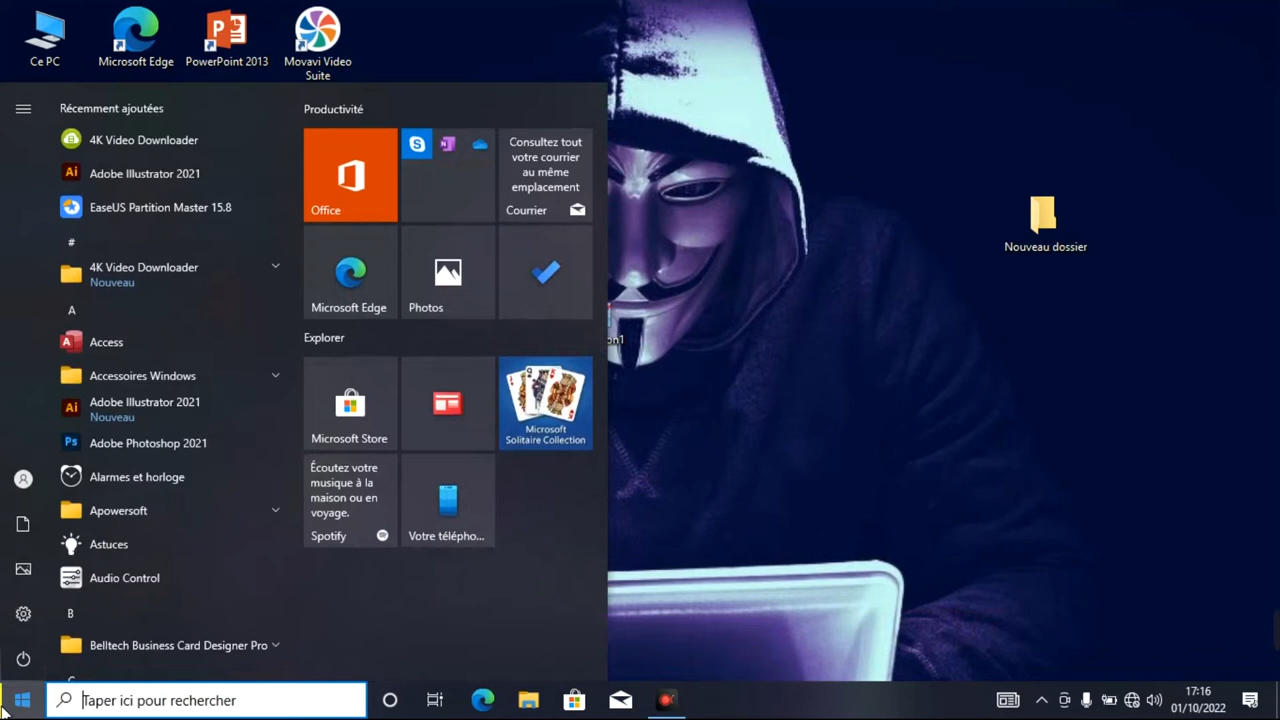 Ce PC
Microsoft Edge
PowerPoint 2013
Movavi Video
Suite
Récemment ajoutées
4K Video Downloader
Adobe Illustrator 2021
EaseUS Partition Master 15.8
#
4K Video Downloader
Nouveau
A
Access
Accessoires Windows
Adobe Illustrator 2021
Nouveau
Adobe Photoshop 2021
Alarmes et horloge
Apowersoft
Astuces
Audio Control
B
Belltech Business Card Designer Pro
Productivité
Office
Consultez tout
votre courrier
au même
emplacement
Courrier
Microsoft Edge
Photos
Explorer
Microsoft Store
Microsoft
Solitaire Collection
Écoutez votre
musique à la
maison ou en
voyage.
Spotify
Votre télépho...
on1
Nouveau dossier
Taper ici pour rechercher
17:16
01/10/2022